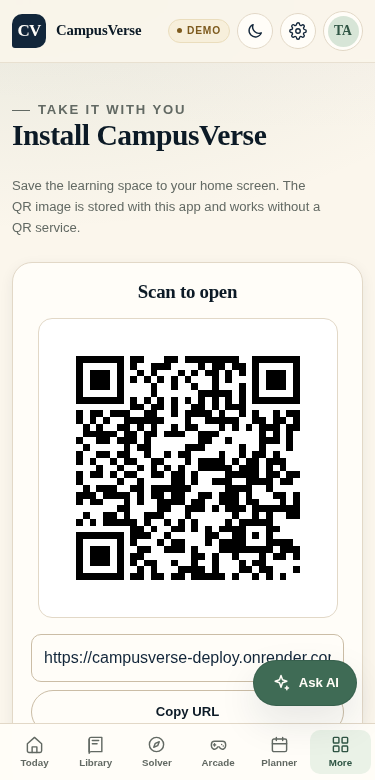 CV CampusVerse DEMO TA
TAKE IT WITH YOU
Install CampusVerse
Save the learning space to your home screen. The
QR image is stored with this app and works without a
QR service.
Scan to open
https://campusverse-deploy.onrender.co
Ask AI
Copy URL
Today Library Solver Arcade Planner More